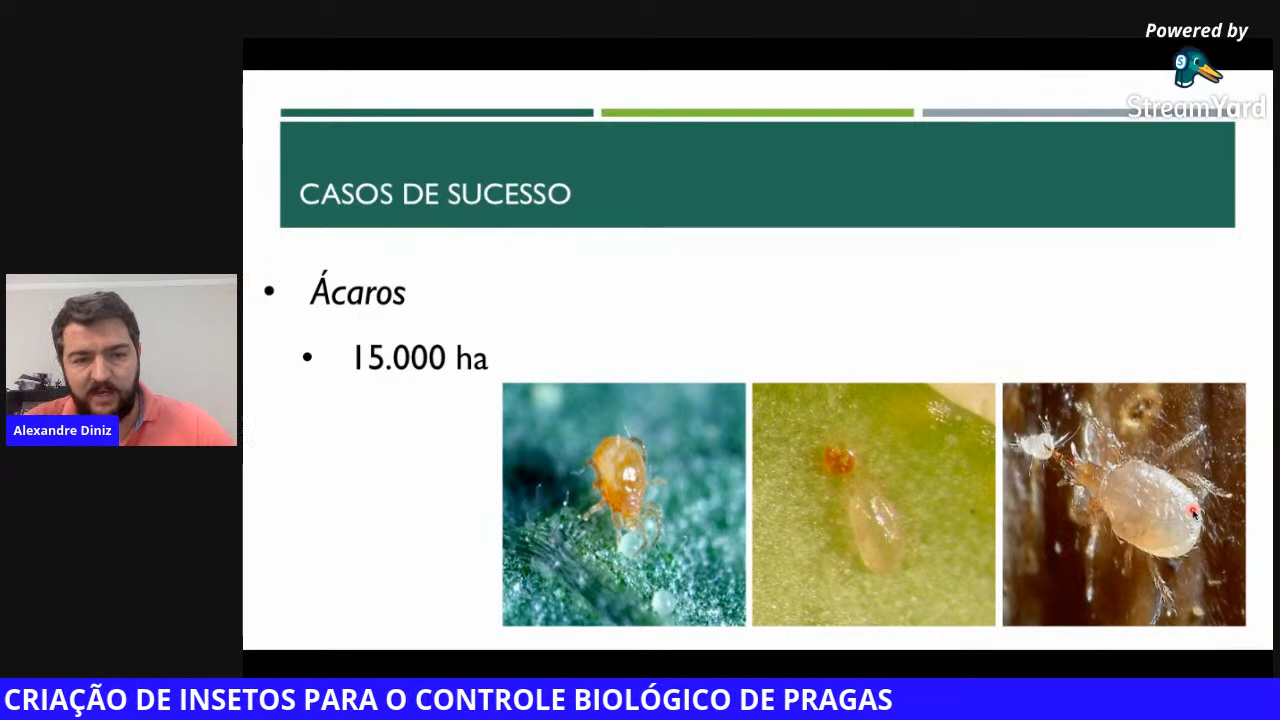 Powered by
StreamYard
CASOS DE SUCESSO
• Ácaros
• 15.000 ha
Alexandre Diniz
CRIAÇÃO DE INSETOS PARA O CONTROLE BIOLÓGICO DE PRAGAS